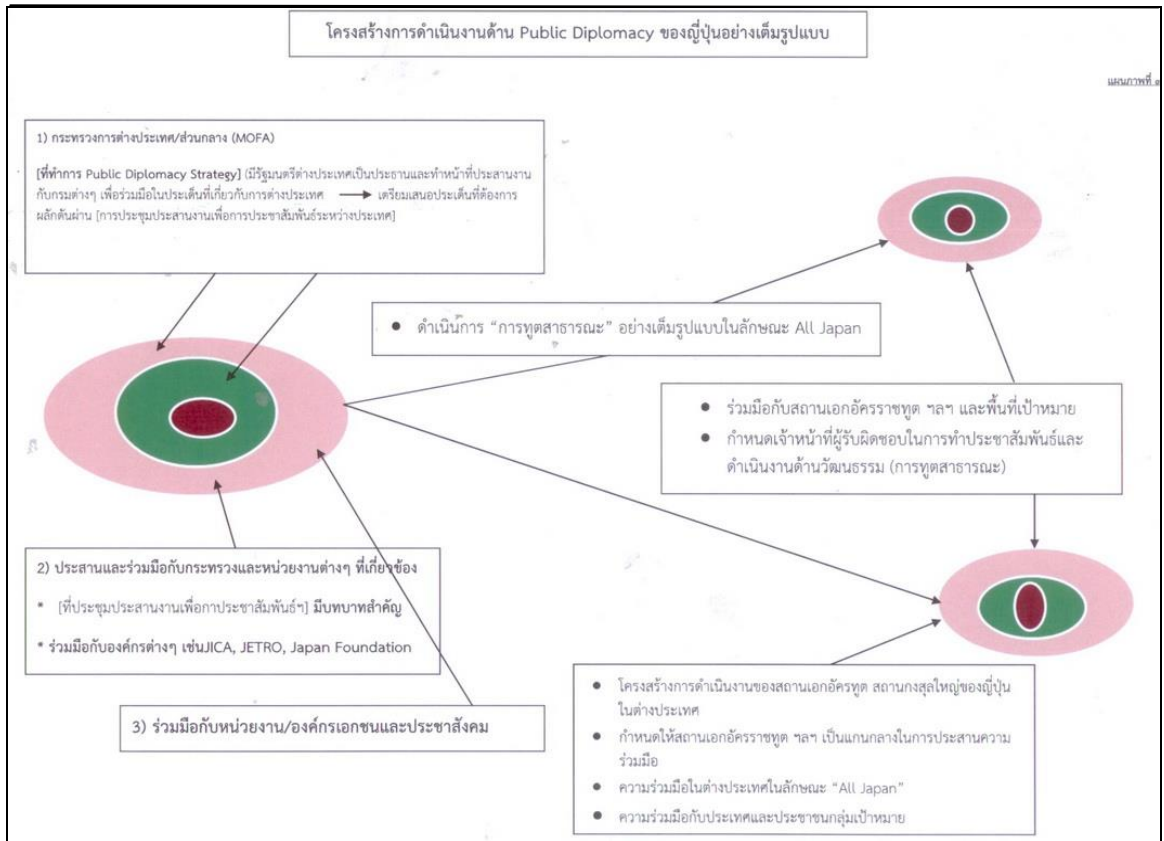 โครงสร้างการดำเนินงานด้าน Public Diplomacy ของญี่ปุ่นอย่างเต็มรูปแบบ
แผนภาพที่ ๑
1) กระทรวงการต่างประเทศ/ส่วนกลาง (MOFA)
[ที่ทำการ Public Diplomacy Strategy] (มีรัฐมนตรีต่างประเทศเป็นประธานและทำหน้าที่ประสานงาน
กับกรมต่างๆ เพื่อร่วมมือในประเด็นที่เกี่ยวกับการต่างประเทศ → เตรียมเสนอประเด็นที่ต้องการ
ผลักดันผ่าน [การประชุมประสานงานเพื่อการประชาสัมพันธ์ระหว่างประเทศ]
● ดำเนินการ “การทูตสาธารณะ” อย่างเต็มรูปแบบในลักษณะ All Japan
● ร่วมมือกับสถานเอกอัครราชทูต ฯลฯ และพื้นที่เป้าหมาย
● กำหนดเจ้าหน้าที่ผู้รับผิดชอบในการทำประชาสัมพันธ์และ
ดำเนินงานด้านวัฒนธรรม (การทูตสาธารณะ)
2) ประสานและร่วมมือกับกระทรวงและหน่วยงานต่างๆ ที่เกี่ยวข้อง
* [ที่ประชุมประสานงานเพื่อกาประชาสัมพันธ์ฯ] มีบทบาทสำคัญ
* ร่วมมือกับองค์กรต่างๆ เช่นJICA, JETRO, Japan Foundation
3) ร่วมมือกับหน่วยงาน/องค์กรเอกชนและประชาสังคม
● โครงสร้างการดำเนินงานของสถานเอกอัครทูต สถานกงสุลใหญ่ของญี่ปุ่น
ในต่างประเทศ
● กำหนดให้สถานเอกอัครราชทูต ฯลฯ เป็นแกนกลางในการประสานความ
ร่วมมือ
● ความร่วมมือในต่างประเทศในลักษณะ “All Japan”
● ความร่วมมือกับประเทศและประชาชนกลุ่มเป้าหมาย